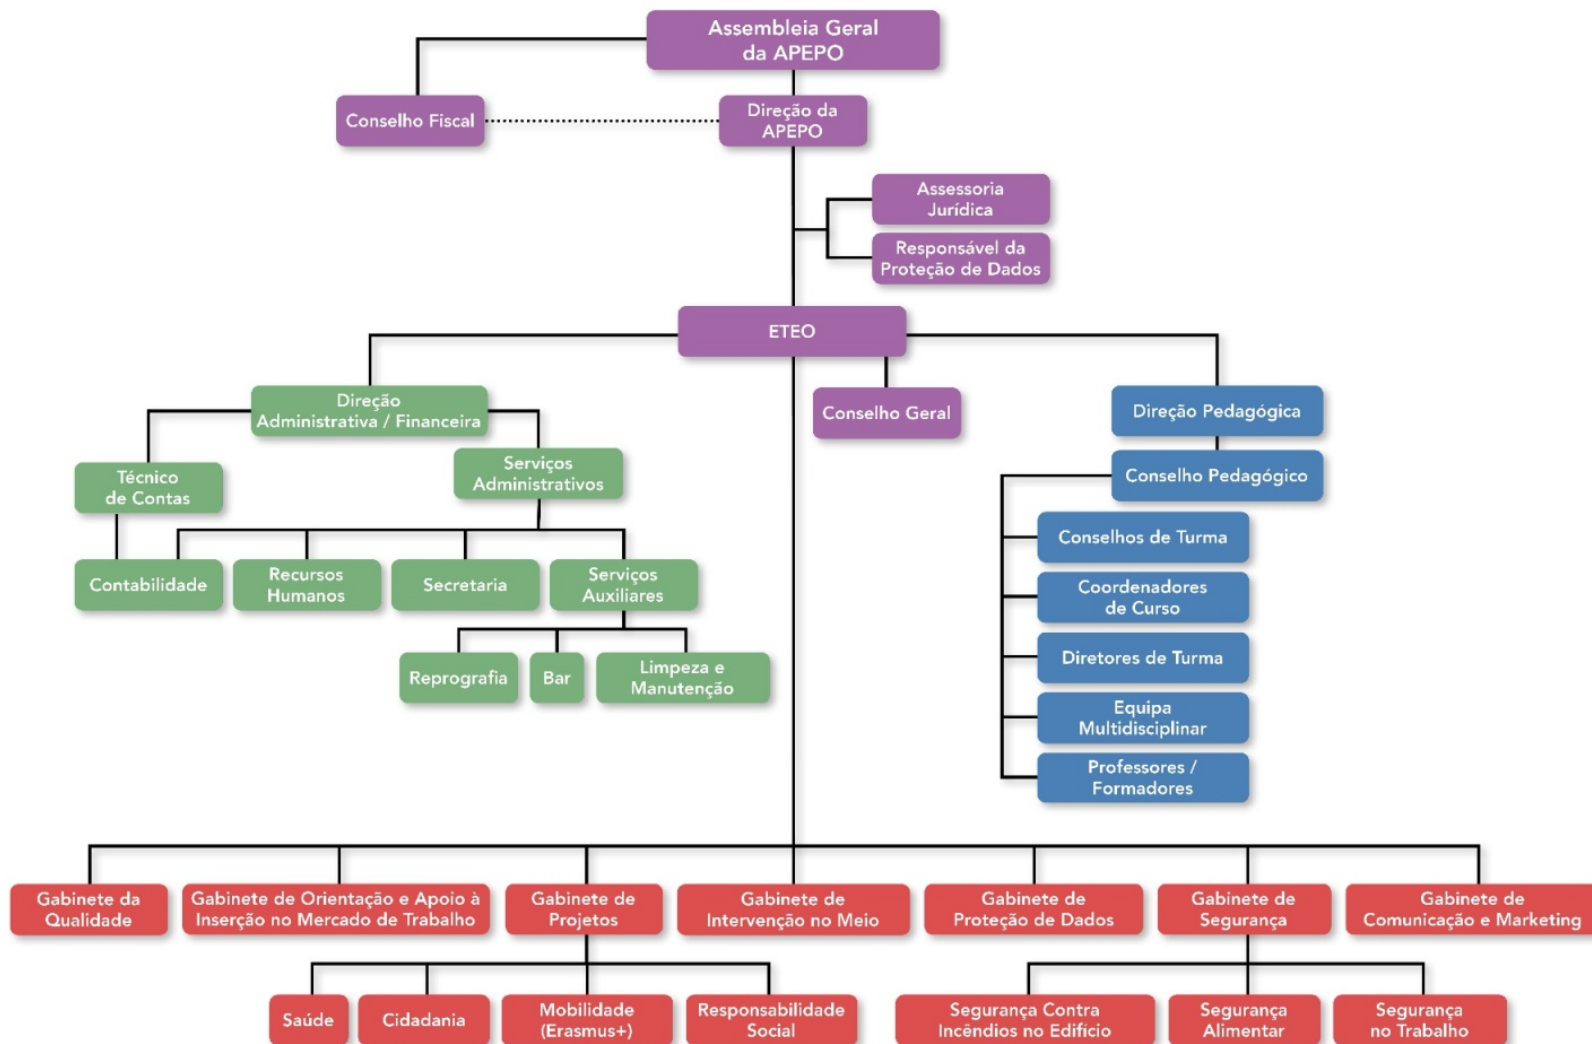 Assembleia Geral
da APEPO
Conselho Fiscal
Direção da
APEPO
Assessoria
Jurídica
Responsável da
Proteção de Dados
ETEO
Direção
Administrativa / Financeira
Conselho Geral
Direção Pedagógica
Técnico
de Contas
Serviços
Administrativos
Conselho Pedagógico
Contabilidade
Recursos
Humanos
Secretaria
Serviços
Auxiliares
Reprografia
Bar
Limpeza e
Manutenção
Conselhos de Turma
Coordenadores
de Curso
Diretores de Turma
Equipa
Multidisciplinar
Professores /
Formadores
Gabinete da
Qualidade
Gabinete de Orientação e Apoio à
Inserção no Mercado de Trabalho
Gabinete de
Projetos
Gabinete de
Intervenção no Meio
Gabinete de
Proteção de Dados
Gabinete de
Segurança
Gabinete de
Comunicação e Marketing
Saúde
Cidadania
Mobilidade
(Erasmus+)
Responsabilidade
Social
Segurança Contra
Incêndios no Edifício
Segurança
Alimentar
Segurança
no Trabalho